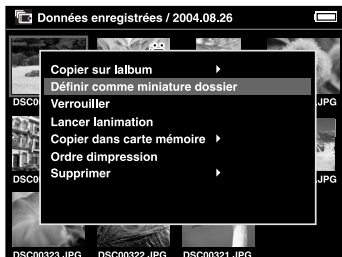 Données enregistrées / 2004.08.26
Copier sur lalbum
Définir comme miniature dossier
Verrouiller
Lancer lanimation
Copier dans carte mémoire
Ordre dimpression
Supprimer
DSC00 .JPG
DSC0 .JPG
DSC00323.JPG DSC00322.JPG DSC00321.JPG